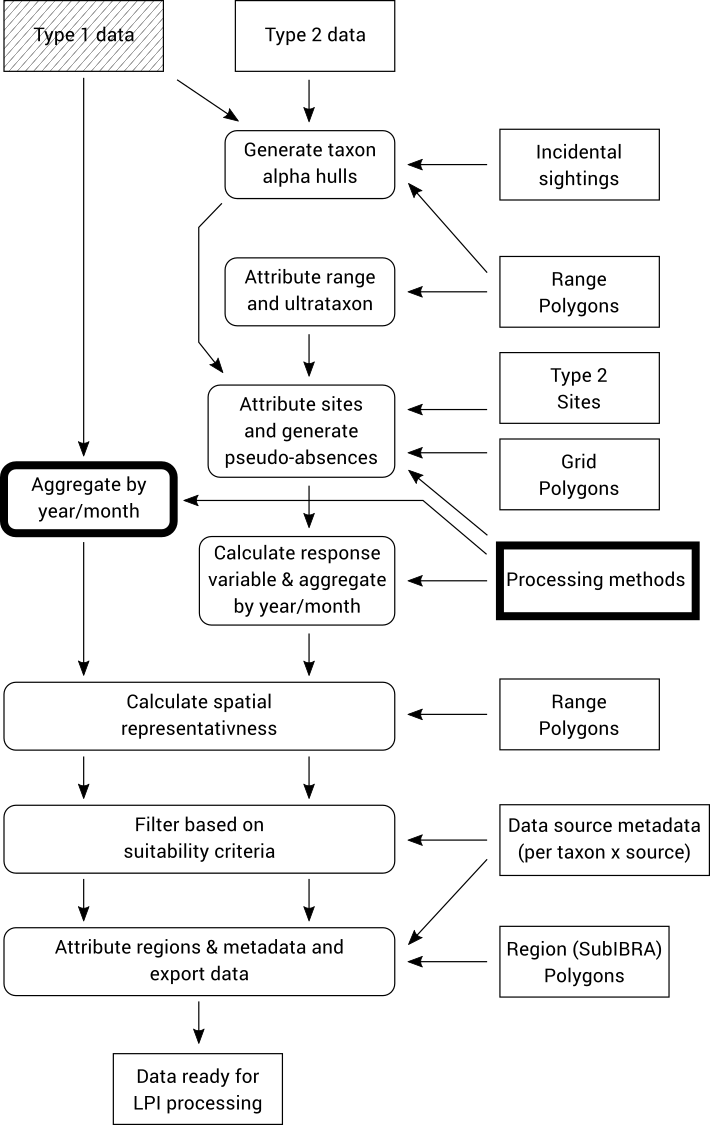 Type 1 data
Type 2 data
Generate taxon
alpha hulls
Incidental
sightings
Attribute range
and ultrataxon
Range
Polygons
Attribute sites
and generate
pseudo-absences
Type 2
Sites
Grid
Polygons
Aggregate by
year/month
Calculate response
variable & aggregate
by year/month
Processing methods
Calculate spatial
representativness
Range
Polygons
Filter based on
suitability criteria
Data source metadata
(per taxon x source)
Attribute regions & metadata and
export data
Region (SubIBRA)
Polygons
Data ready for
LPI processing